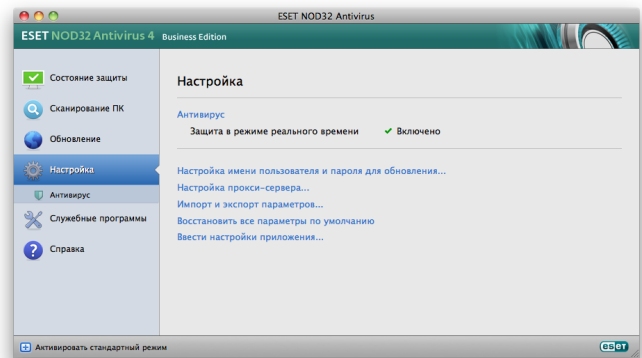 ESET NOD32 Antivirus
ESET NOD32 Antivirus 4 Business Edition
Состояние защиты
Сканирование ПК
Обновление
Настройка
Антивирус
Служебные программы
Справка
Настройка
Антивирус
Защита в режиме реального времени ✔ Включено
Настройка имени пользователя и пароля для обновления...
Настройка прокси-сервера...
Импорт и экспорт параметров...
Восстановить все параметры по умолчанию
Ввести настройки приложения...
Активировать стандартный режим
eseT